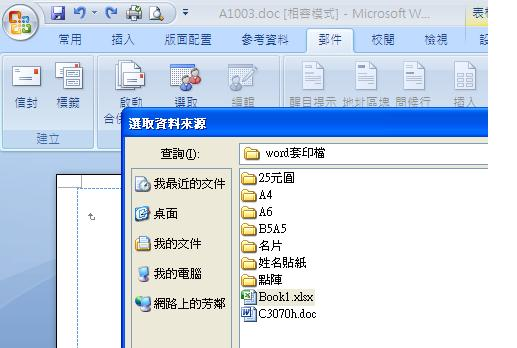 A1003.doc [相容模式] - Microsoft W...
表格
常用 插入 版面配置 參考資料 郵件 校閱 檢視
信封 標籤 啟動 選取 編輯 醒目提示 地址區塊 問候行 插入
建立
選取資料來源
查詢(I): word套印檔
我最近的文件
桌面
我的文件
我的電腦
網路上的芳鄰
25元圓
A4
A6
B5A5
名片
姓名貼紙
點陣
Book1.xlsx
C3070h.doc